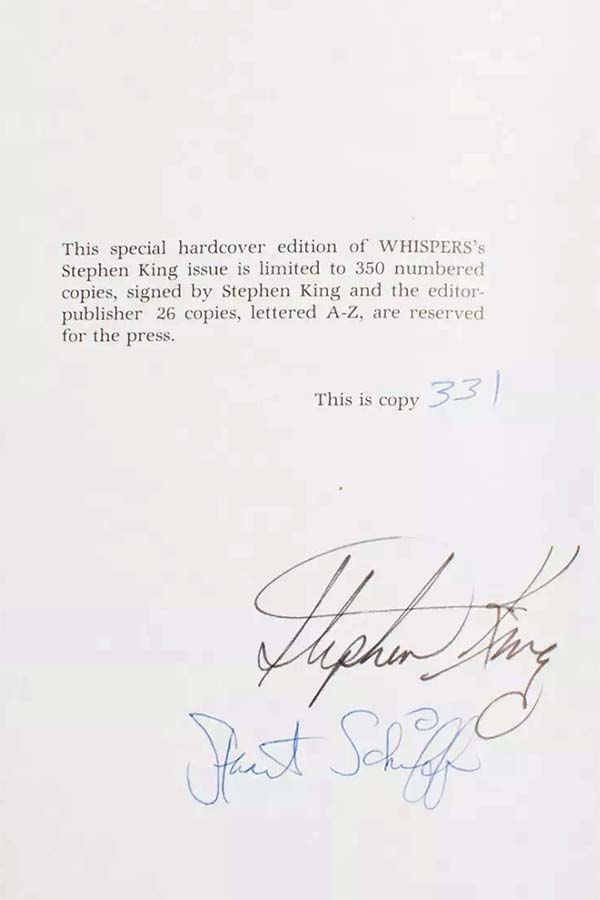 This special hardcover edition of WHISPERS's
Stephen King issue is limited to 350 numbered
copies, signed by Stephen King and the editor-
publisher 26 copies, lettered A-Z, are reserved
for the press.
This is copy 331
Stephen King
Stuart Schiff